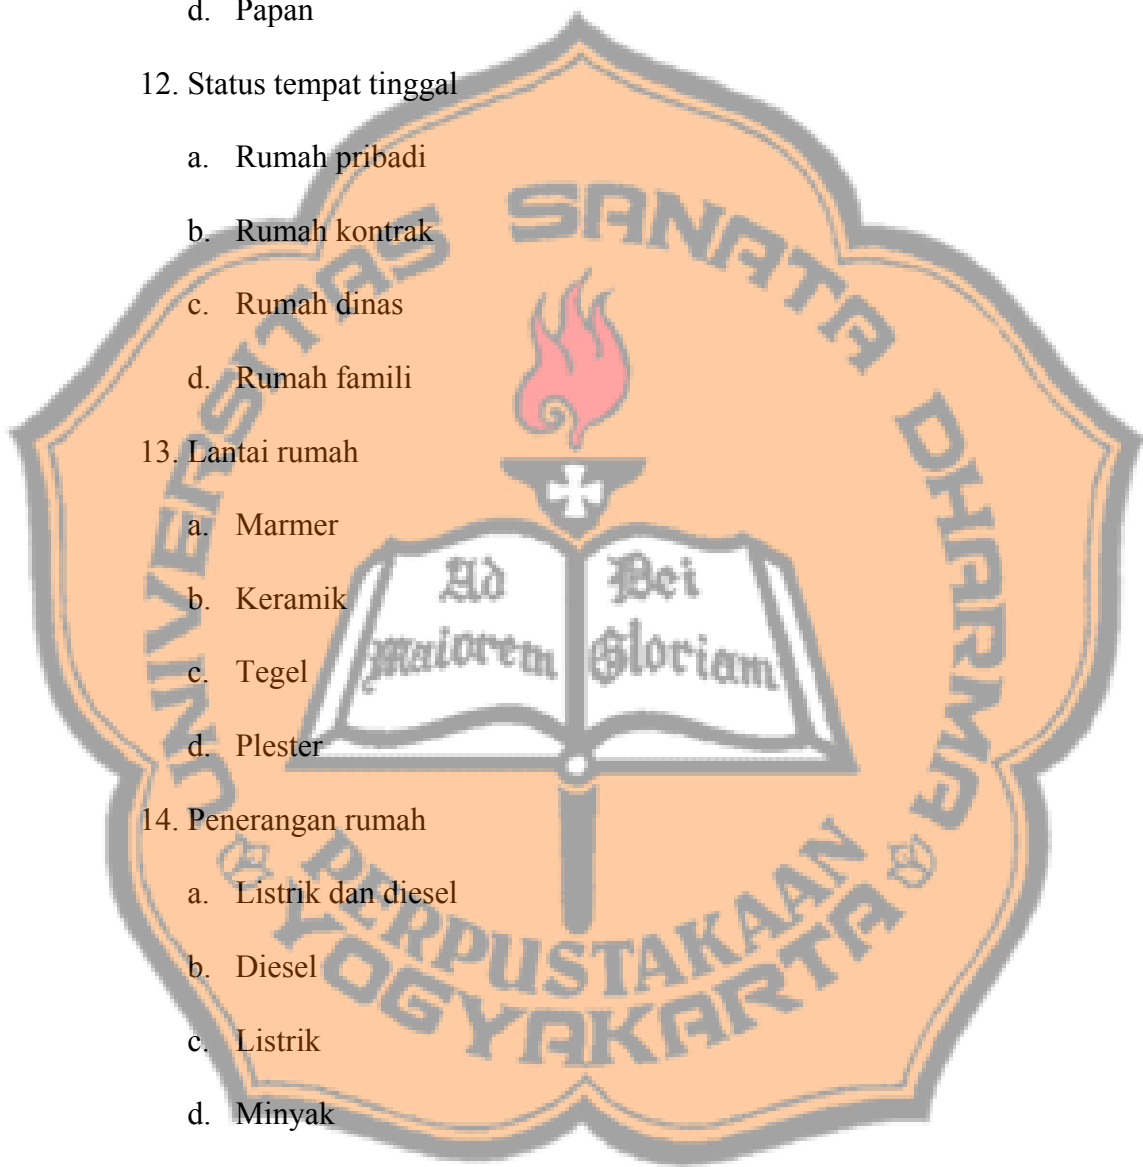 d. Papan
12. Status tempat tinggal
a. Rumah pribadi
b. Rumah kontrak
c. Rumah dinas
d. Rumah famili
13. Lantai rumah
a. Marmer
b. Keramik
c. Tegel
d. Plester
14. Penerangan rumah
a. Listrik dan diesel
b. Diesel
c. Listrik
d. Minyak
UNIVERSITAS SANATA DHARMA
Ad Maiorem
Dei Gloriam
PERPUSTAKAAN
YOGYAKARTA